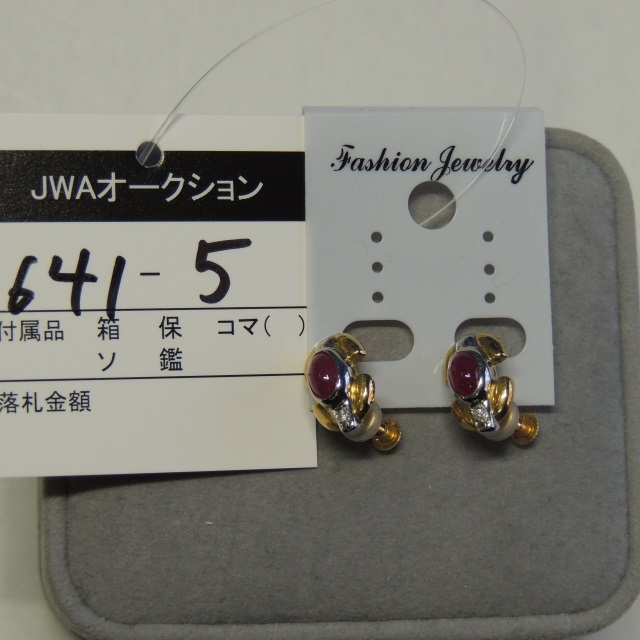 Fashion Jewelry
JWAオークション
641-5
付属品 箱 保 コマ( )
ソ 鑑
落札金額